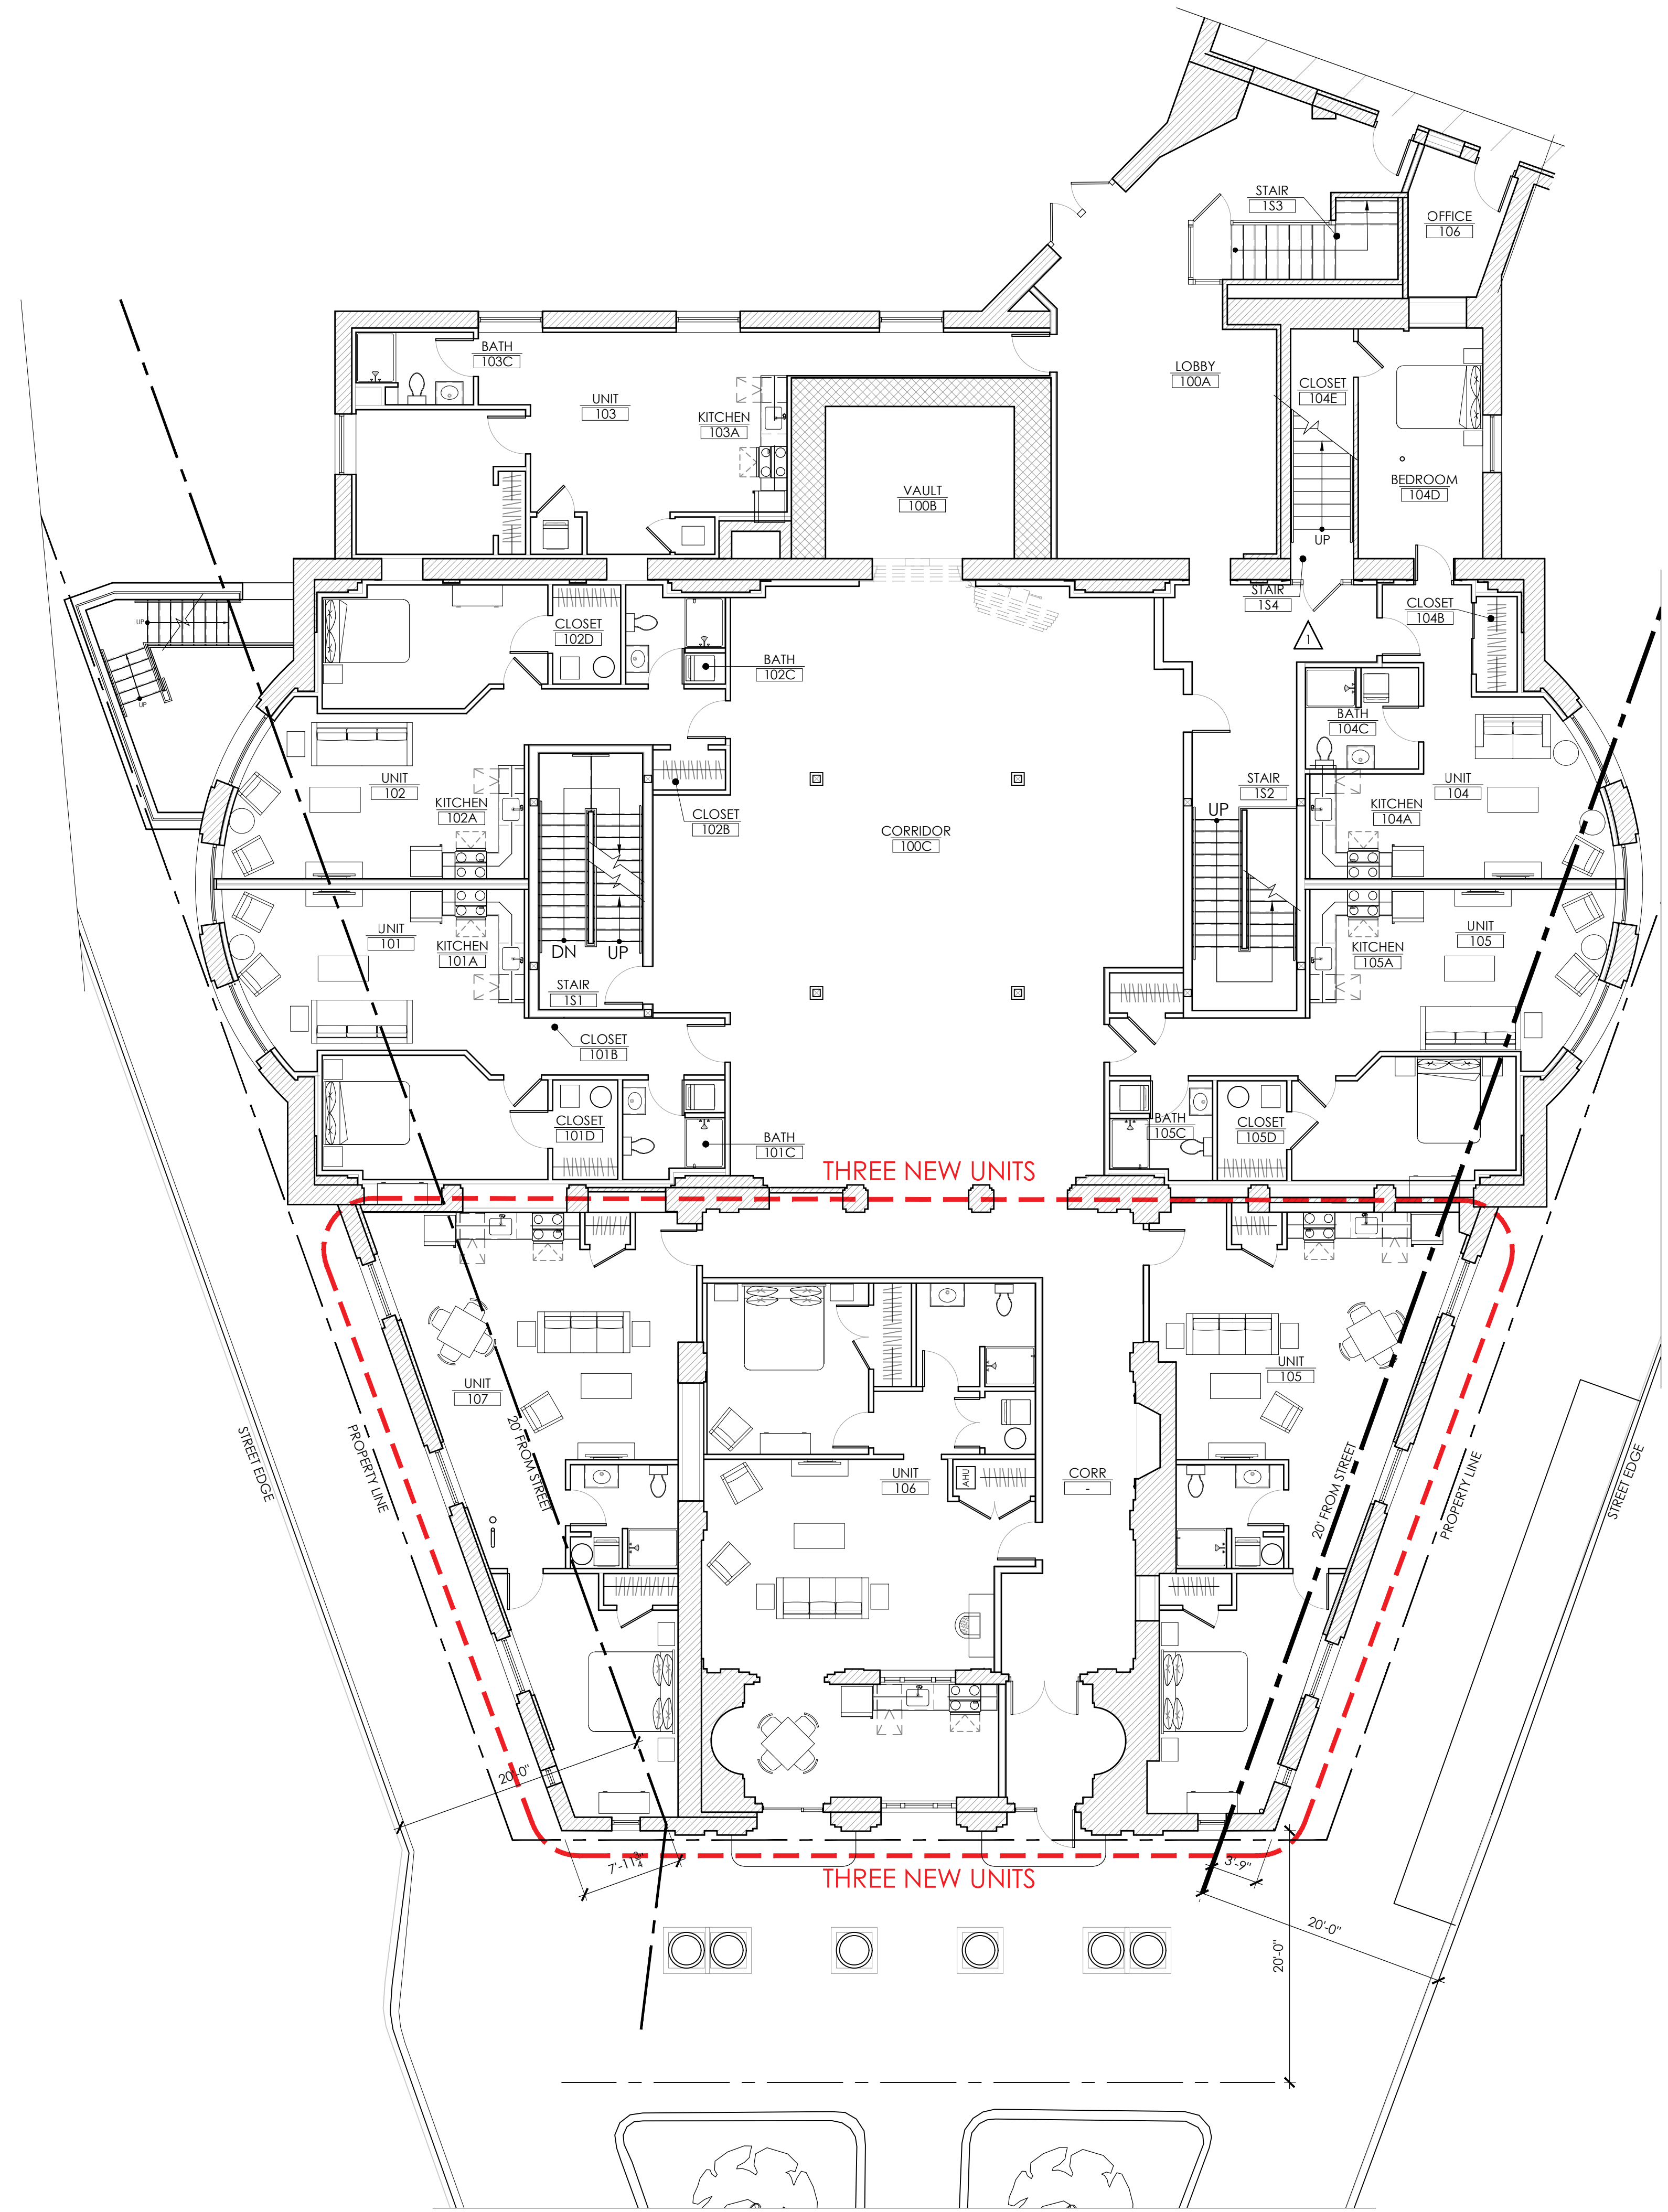 STAIR
1S3
OFFICE
106
BATH
103C
UNIT
103
KITCHEN
103A
LOBBY
100A
CLOSET
104E
VAULT
100B
BEDROOM
104D
UP
STAIR
1S4
1
CLOSET
104B
UP
UP
CLOSET
102D
BATH
102C
BATH
104C
UNIT
102
KITCHEN
102A
CLOSET
102B
CORRIDOR
100C
STAIR
1S2
UP
UNIT
104
KITCHEN
104A
UNIT
101
KITCHEN
101A
DN
UP
STAIR
1S1
UNIT
105
KITCHEN
105A
CLOSET
101B
CLOSET
101D
BATH
101C
BATH
105C
CLOSET
105D
THREE NEW UNITS
UNIT
107
UNIT
105
STREET EDGE
PROPERTY LINE
20' FROM STREET
UNIT
106
AHU
CORR
-
20' FROM STREET
PROPERTY LINE
STREET EDGE
20'-0"
7'-11¾"
THREE NEW UNITS
3'-9"
20'-0"
20'-0"